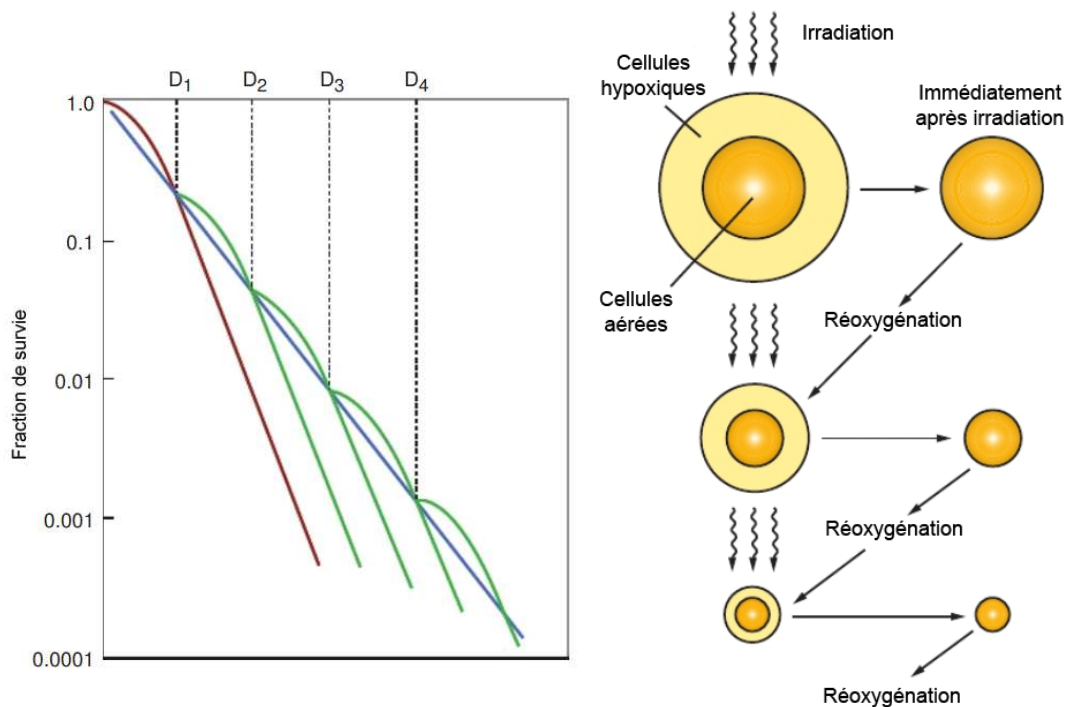 D1
D2
D3
D4
1.0
0.1
0.01
0.001
0.0001
Fraction de survie
Irradiation
Cellules
hypoxiques
Immédiatement
après irradiation
Cellules
aérées
Réoxygénation
Réoxygénation
Réoxygénation